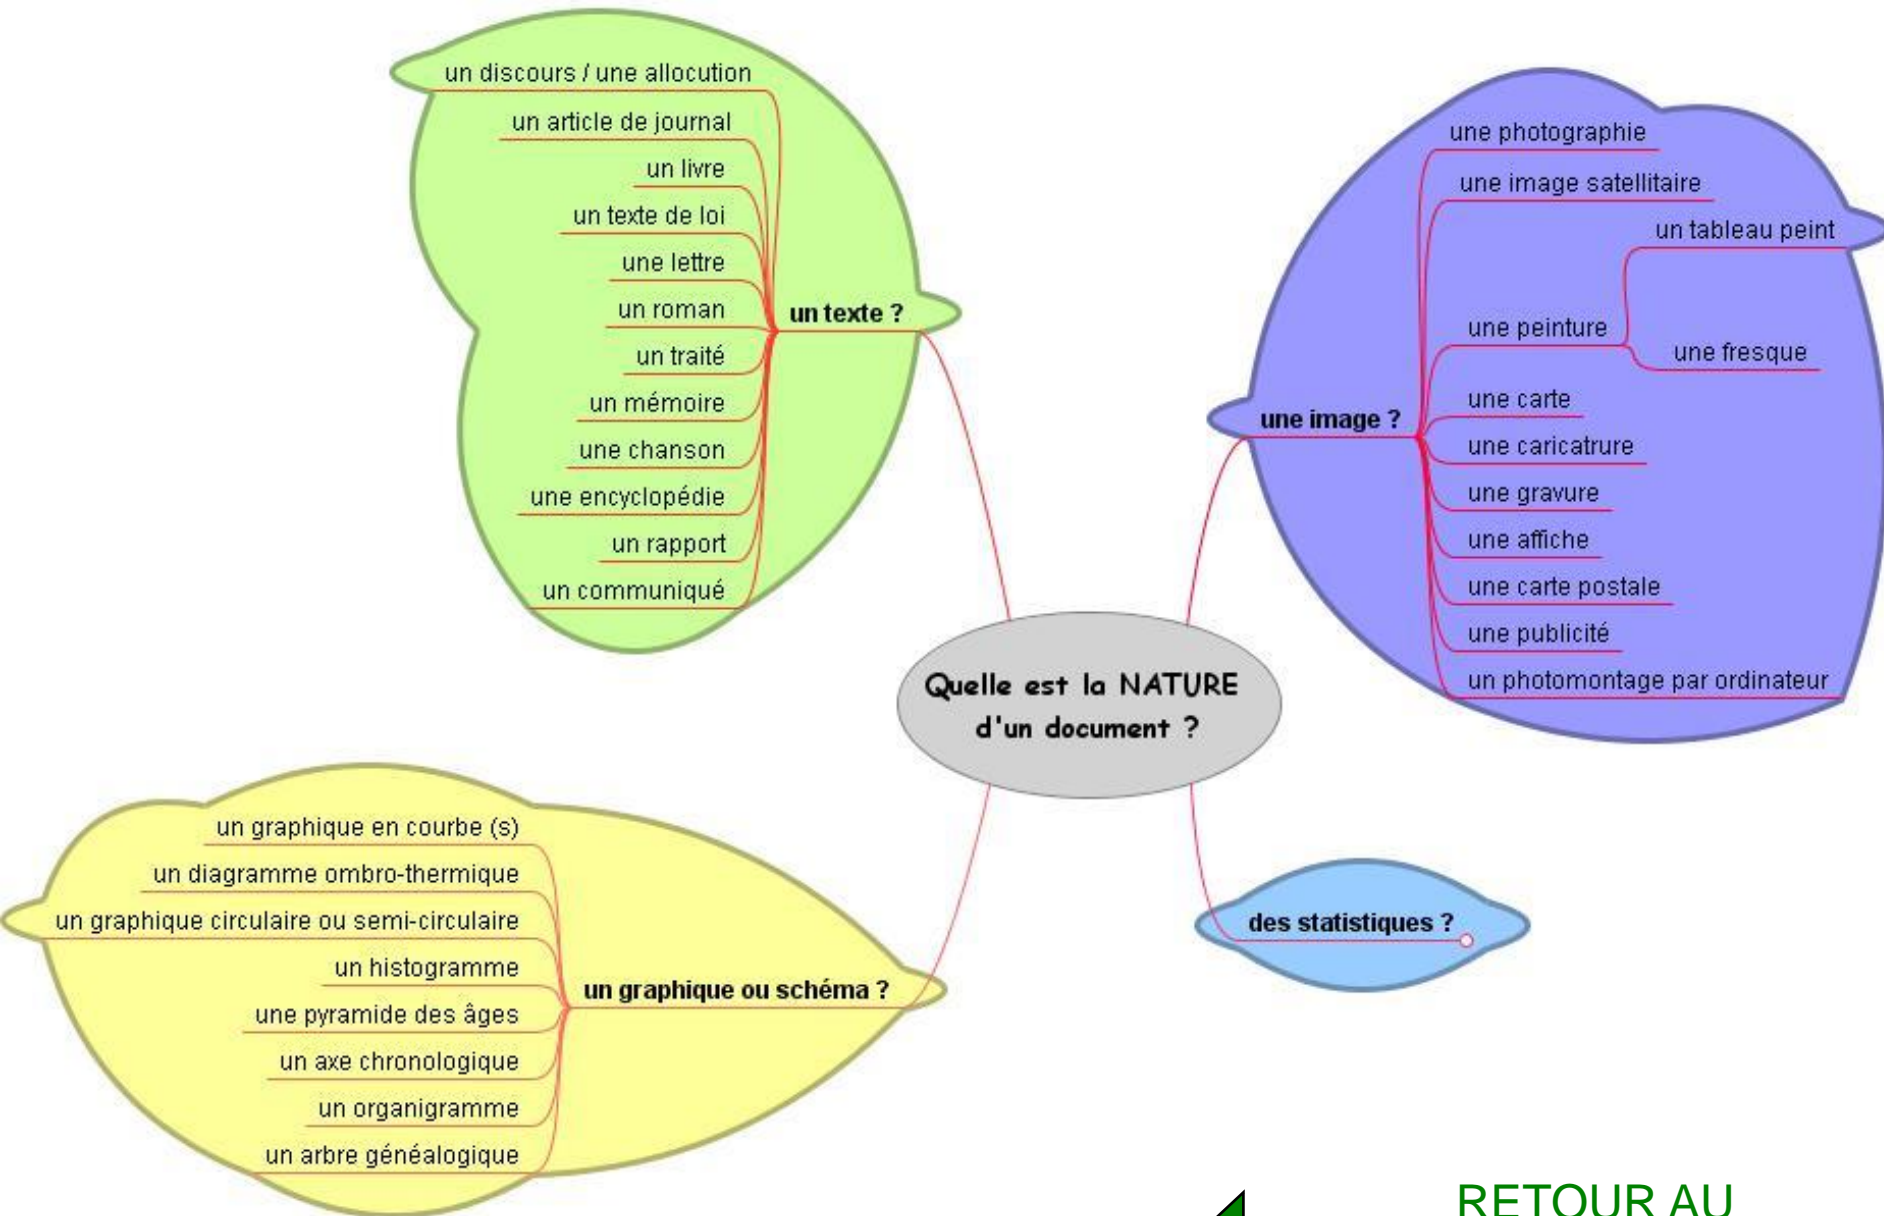 un discours / une allocution
un article de journal
un livre
un texte de loi
une lettre
un roman
un traité
un mémoire
une chanson
une encyclopédie
un rapport
un communiqué
un texte ?
une photographie
une image satellitaire
un tableau peint
une peinture
une fresque
une image ?
une carte
une caricatrure
une gravure
une affiche
une carte postale
une publicité
un photomontage par ordinateur
Quelle est la NATURE
d'un document ?
un graphique en courbe (s)
un diagramme ombro-thermique
un graphique circulaire ou semi-circulaire
un histogramme
une pyramide des âges
un axe chronologique
un organigramme
un arbre généalogique
un graphique ou schéma ?
des statistiques ?
RETOUR AU